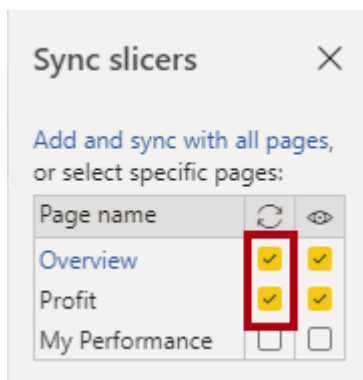 Sync slicers
Add and sync with all pages,
or select specific pages:
Page name
Overview
Profit
My Performance